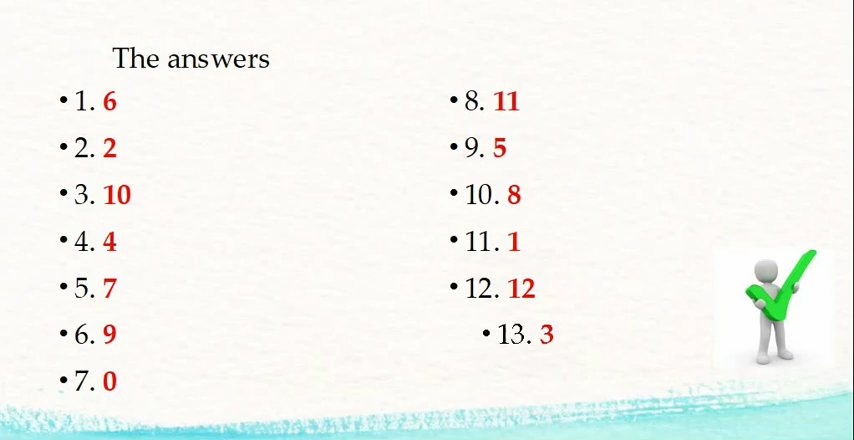 The answers
• 1. 6
• 2. 2
• 3. 10
• 4. 4
• 5. 7
• 6. 9
• 7. 0
• 8. 11
• 9. 5
• 10. 8
• 11. 1
• 12. 12
• 13. 3